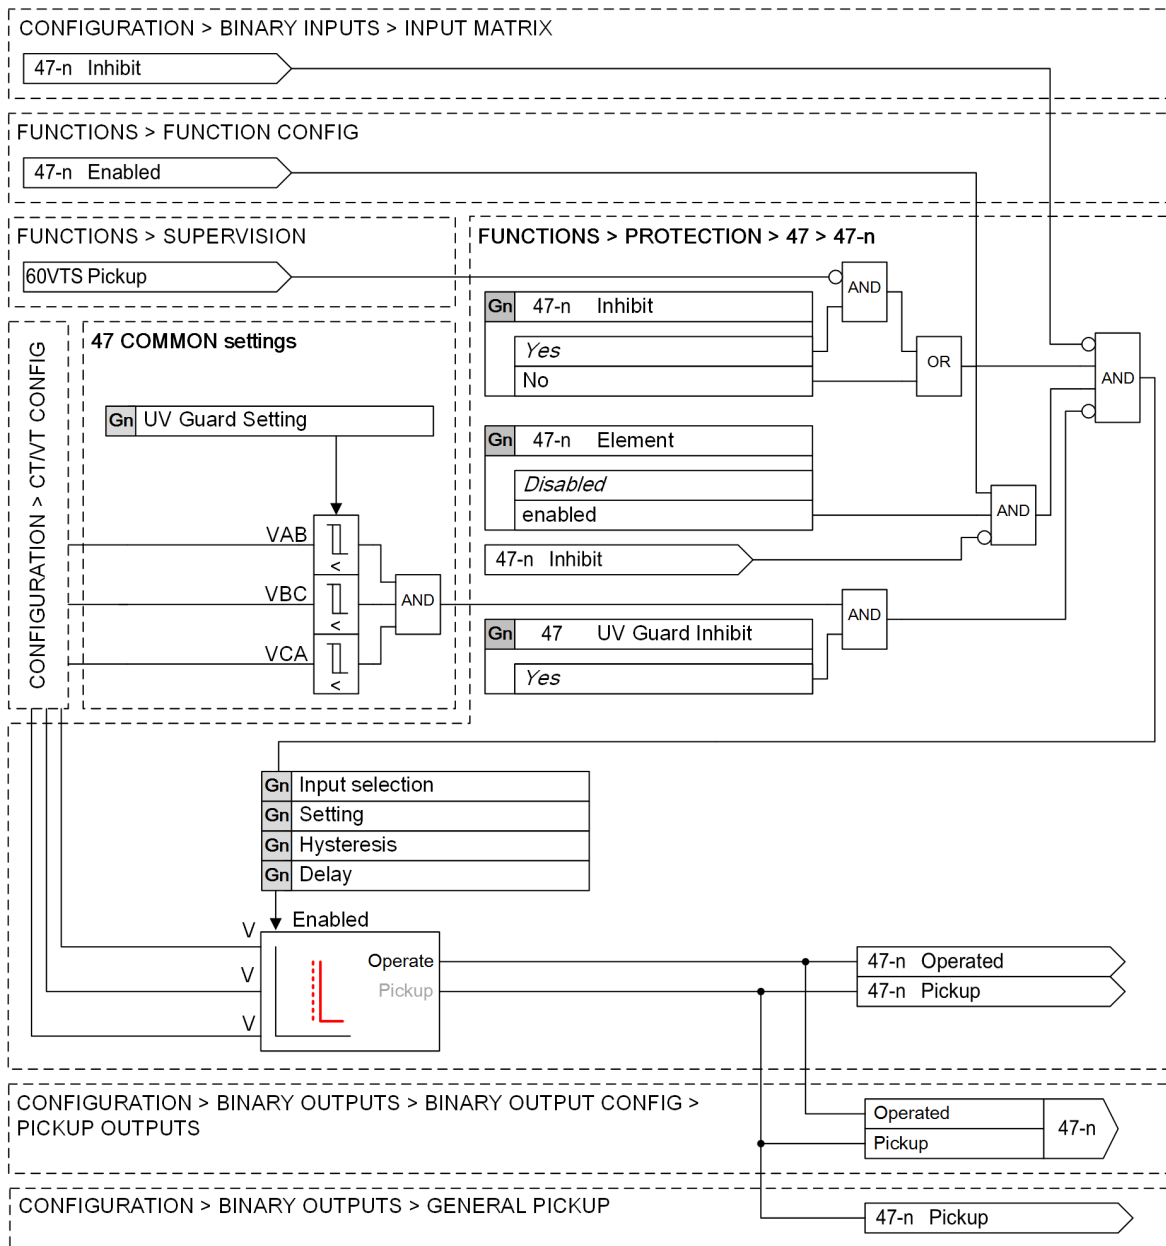 CONFIGURATION > BINARY INPUTS > INPUT MATRIX
47-n Inhibit
FUNCTIONS > FUNCTION CONFIG
47-n Enabled
FUNCTIONS > SUPERVISION
60VTS Pickup
FUNCTIONS > PROTECTION > 47 > 47-n
AND
Gn 47-n Inhibit
Yes
No
OR
AND
CONFIGURATION > CT/VT CONFIG
47 COMMON settings
Gn UV Guard Setting
VAB
<
VBC
<
VCA
<
AND
Gn 47-n Element
Disabled
enabled
AND
47-n Inhibit
AND
Gn 47 UV Guard Inhibit
Yes
Gn Input selection
Gn Setting
Gn Hysteresis
Gn Delay
Enabled
V
V
V
Operate
Pickup
47-n Operated
47-n Pickup
CONFIGURATION > BINARY OUTPUTS > BINARY OUTPUT CONFIG >
PICKUP OUTPUTS
Operated
Pickup
47-n
CONFIGURATION > BINARY OUTPUTS > GENERAL PICKUP
47-n Pickup